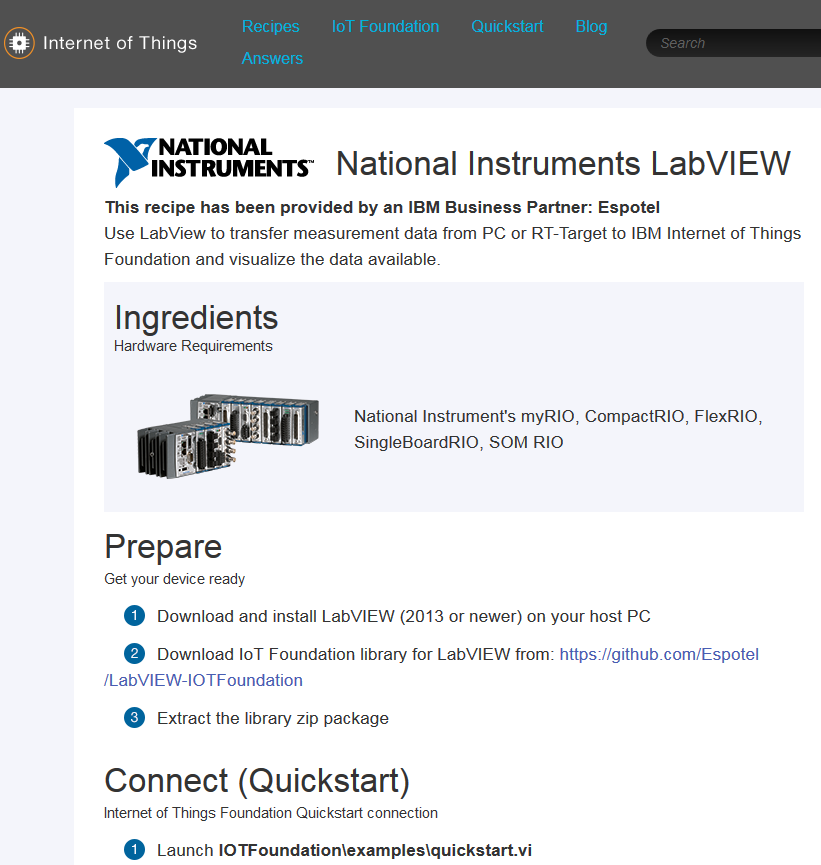 Internet of Things
Recipes IoT Foundation Quickstart Blog
Answers
Search
NATIONAL
INSTRUMENTS™
National Instruments LabVIEW
This recipe has been provided by an IBM Business Partner: Espotel
Use LabView to transfer measurement data from PC or RT-Target to IBM Internet of Things
Foundation and visualize the data available.
Ingredients
Hardware Requirements
National Instrument's myRIO, CompactRIO, FlexRIO,
SingleBoardRIO, SOM RIO
Prepare
Get your device ready
1 Download and install LabVIEW (2013 or newer) on your host PC
2 Download IoT Foundation library for LabVIEW from: https://github.com/Espotel
/LabVIEW-IOTFoundation
3 Extract the library zip package
Connect (Quickstart)
Internet of Things Foundation Quickstart connection
1 Launch IOTFoundation\examples\quickstart.vi